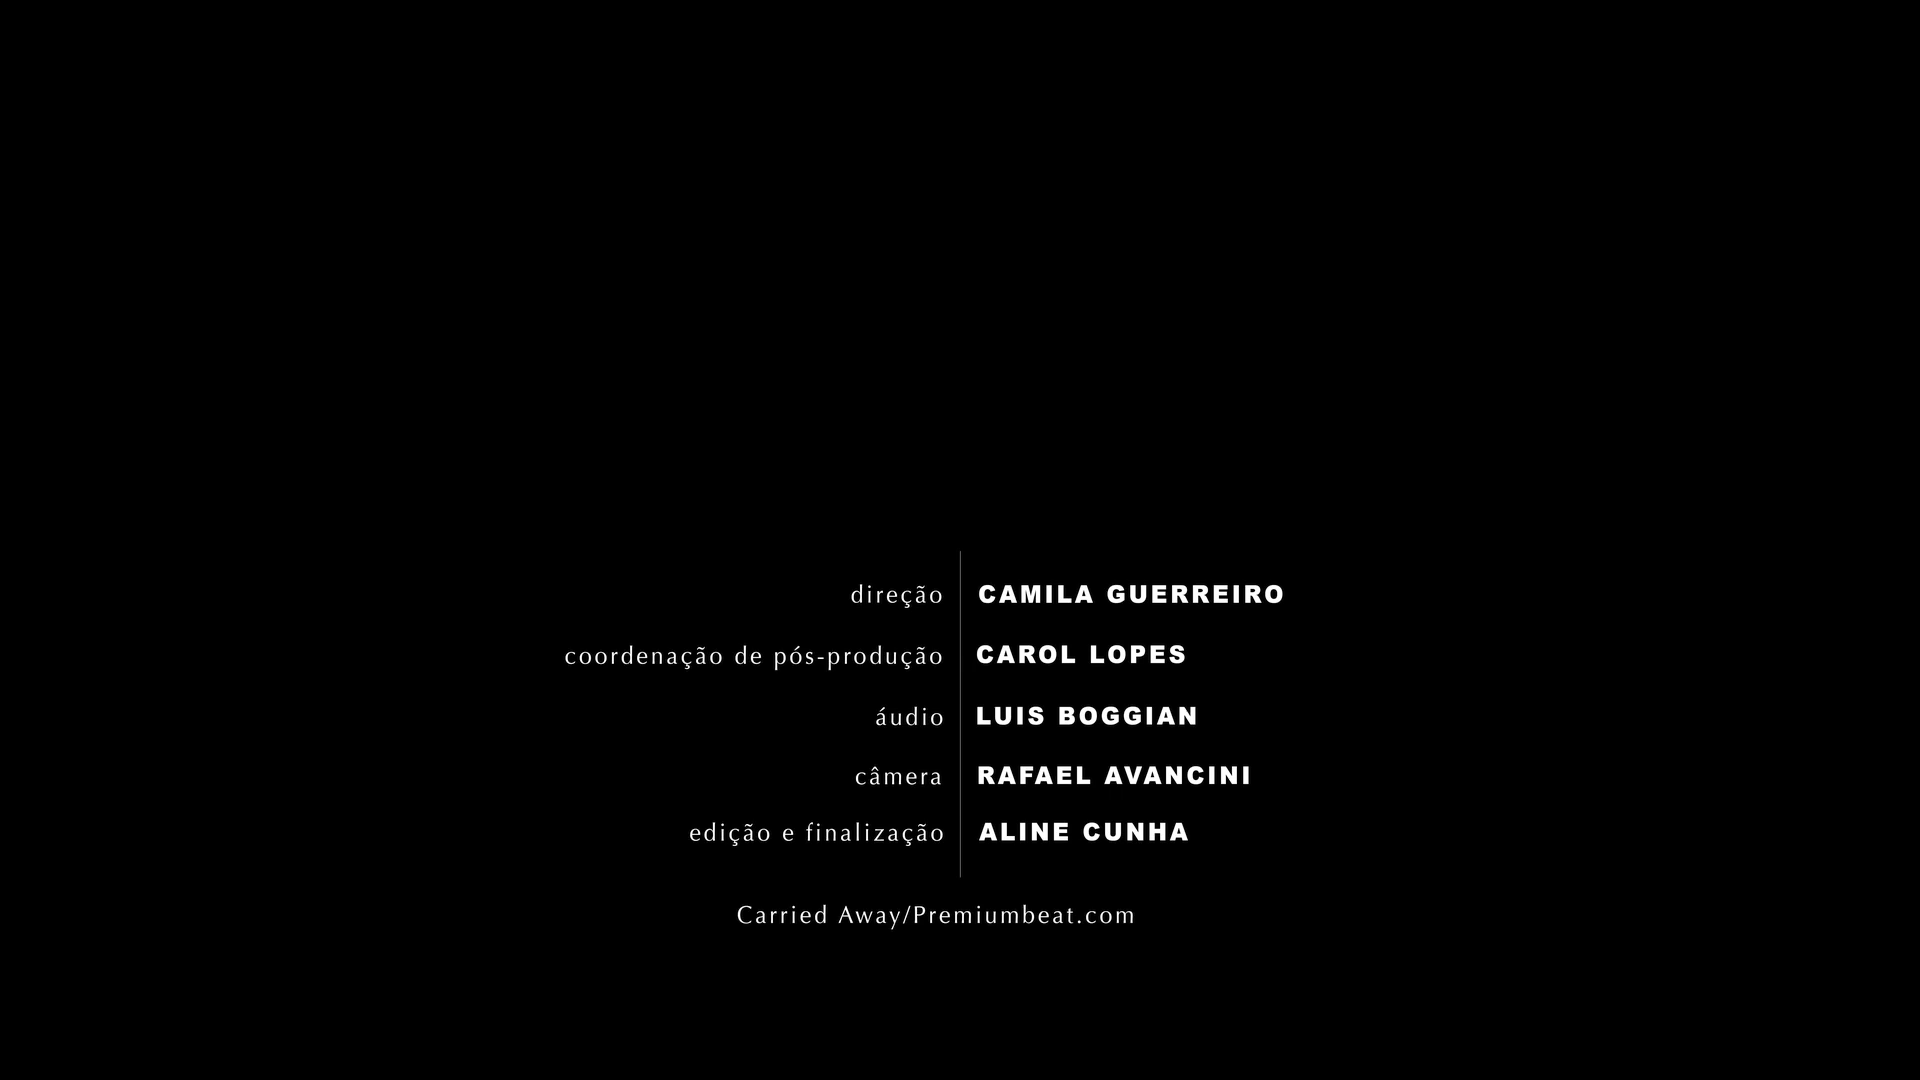 direção CAMILA GUERREIRO
coordenação de pós-produção CAROL LOPES
áudio LUIS BOGGIAN
câmera RAFAEL AVANCINI
edição e finalização ALINE CUNHA
Carried Away/Premiumbeat.com